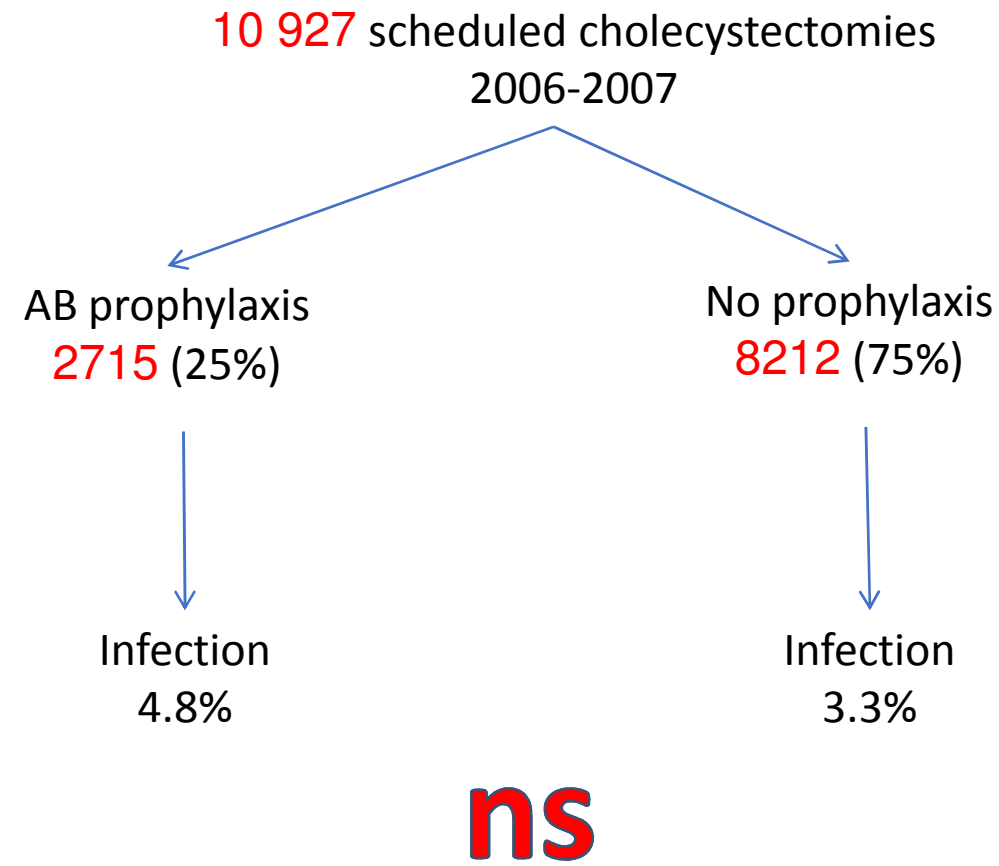 10 927 scheduled cholecystectomies
2006-2007
AB prophylaxis
2715 (25%)
No prophylaxis
8212 (75%)
Infection
4.8%
Infection
3.3%
ns